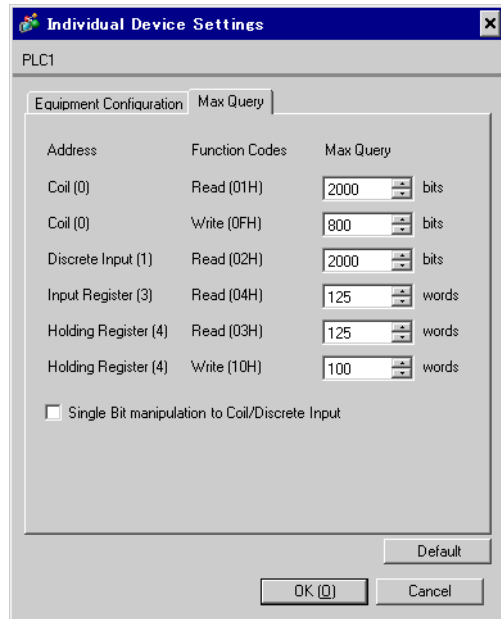 Individual Device Settings
PLC1
Equipment Configuration Max Query
Address Function Codes Max Query
Coil (0) Read (01H) 2000 bits
Coil (0) Write (0FH) 800 bits
Discrete Input (1) Read (02H) 2000 bits
Input Register (3) Read (04H) 125 words
Holding Register (4) Read (03H) 125 words
Holding Register (4) Write (10H) 100 words
Single Bit manipulation to Coil/Discrete Input
Default
OK (O) Cancel